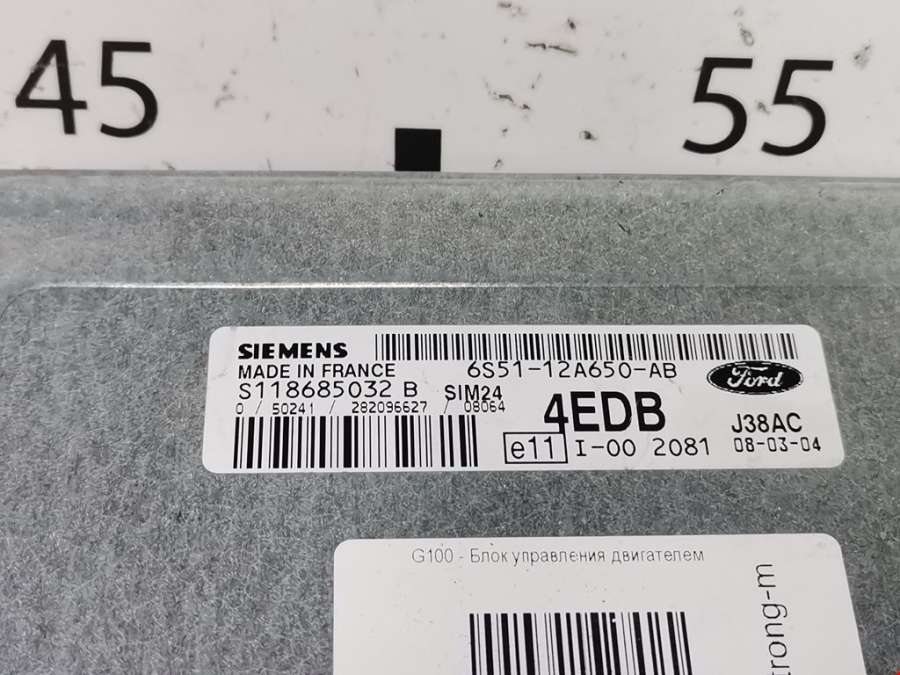 45
55
SIEMENS
MADE IN FRANCE
6S51-12A650-AB
Ford
S118685032 B
SIM24
0 / 50241 / 282096627 / 08064
4EDB
J38AC
e11 I-00 2081
08-03-04
G100 - Блок управления двигателем